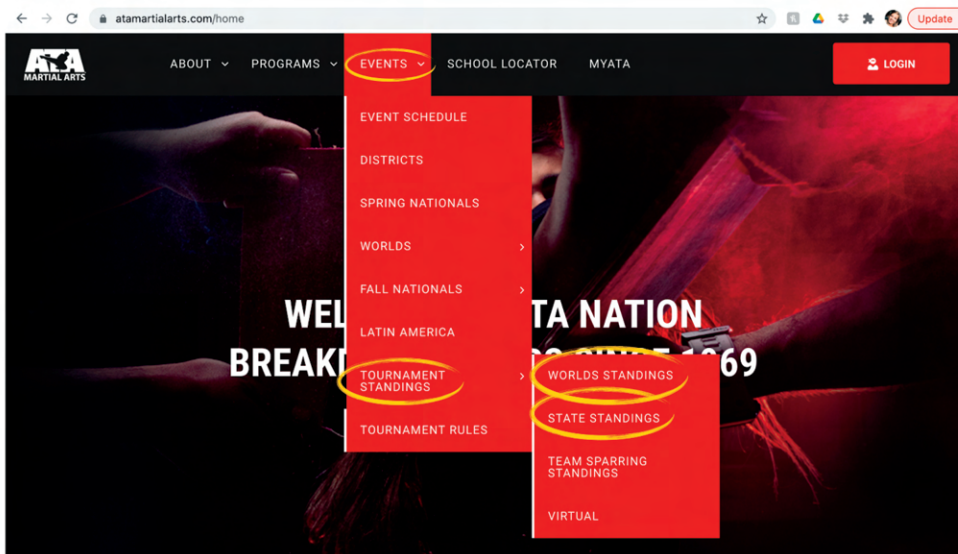 atamartialarts.com/home
Update
ATA
MARTIAL ARTS
ABOUT
PROGRAMS
EVENTS
SCHOOL LOCATOR
MYATA
LOGIN
EVENT SCHEDULE
DISTRICTS
SPRING NATIONALS
WORLDS
FALL NATIONALS
LATIN AMERICA
TOURNAMENT
STANDINGS
TOURNAMENT RULES
WORLDS STANDINGS
STATE STANDINGS
TEAM SPARRING
STANDINGS
VIRTUAL
NATION